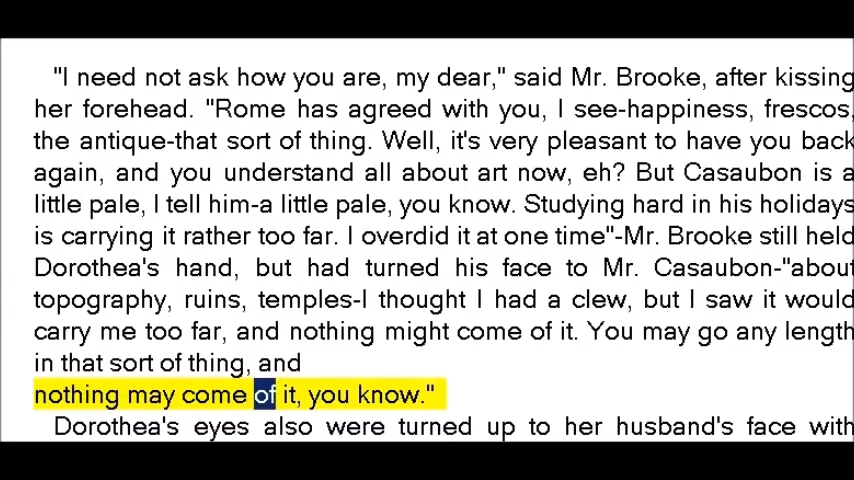 "I need not ask how you are, my dear," said Mr. Brooke, after kissing
her forehead. "Rome has agreed with you, I see-happiness, frescos,
the antique-that sort of thing. Well, it's very pleasant to have you back
again, and you understand all about art now, eh? But Casaubon is a
little pale, I tell him-a little pale, you know. Studying hard in his holidays
is carrying it rather too far. I overdid it at one time"-Mr. Brooke still held
Dorothea's hand, but had turned his face to Mr. Casaubon-"about
topography, ruins, temples-I thought I had a clew, but I saw it would
carry me too far, and nothing might come of it. You may go any length
in that sort of thing, and
nothing may come of it, you know."
Dorothea's eyes also were turned up to her husband's face with